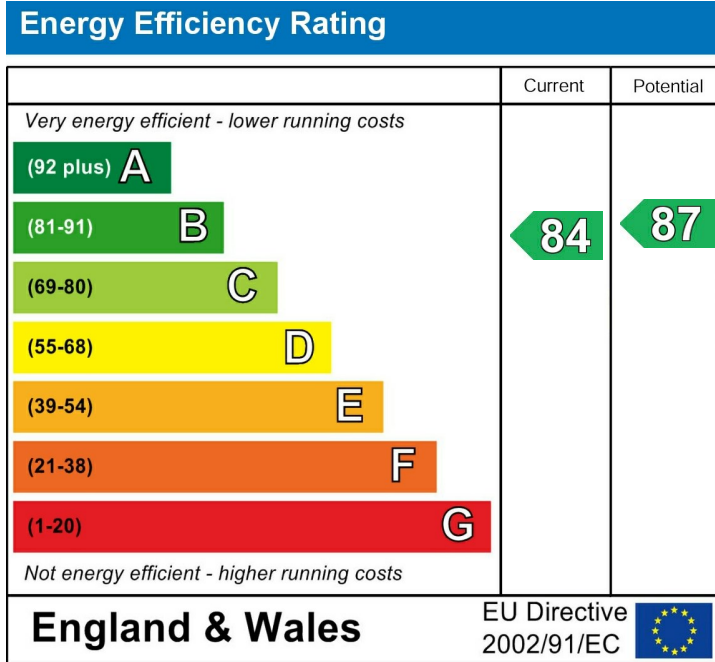 Energy Efficiency Rating
Current Potential
Very energy efficient - lower running costs
(92 plus) A
(81-91) B 84 87
(69-80) C
(55-68) D
(39-54) E
(21-38) F
(1-20) G
Not energy efficient - higher running costs
England & Wales
EU Directive
2002/91/EC